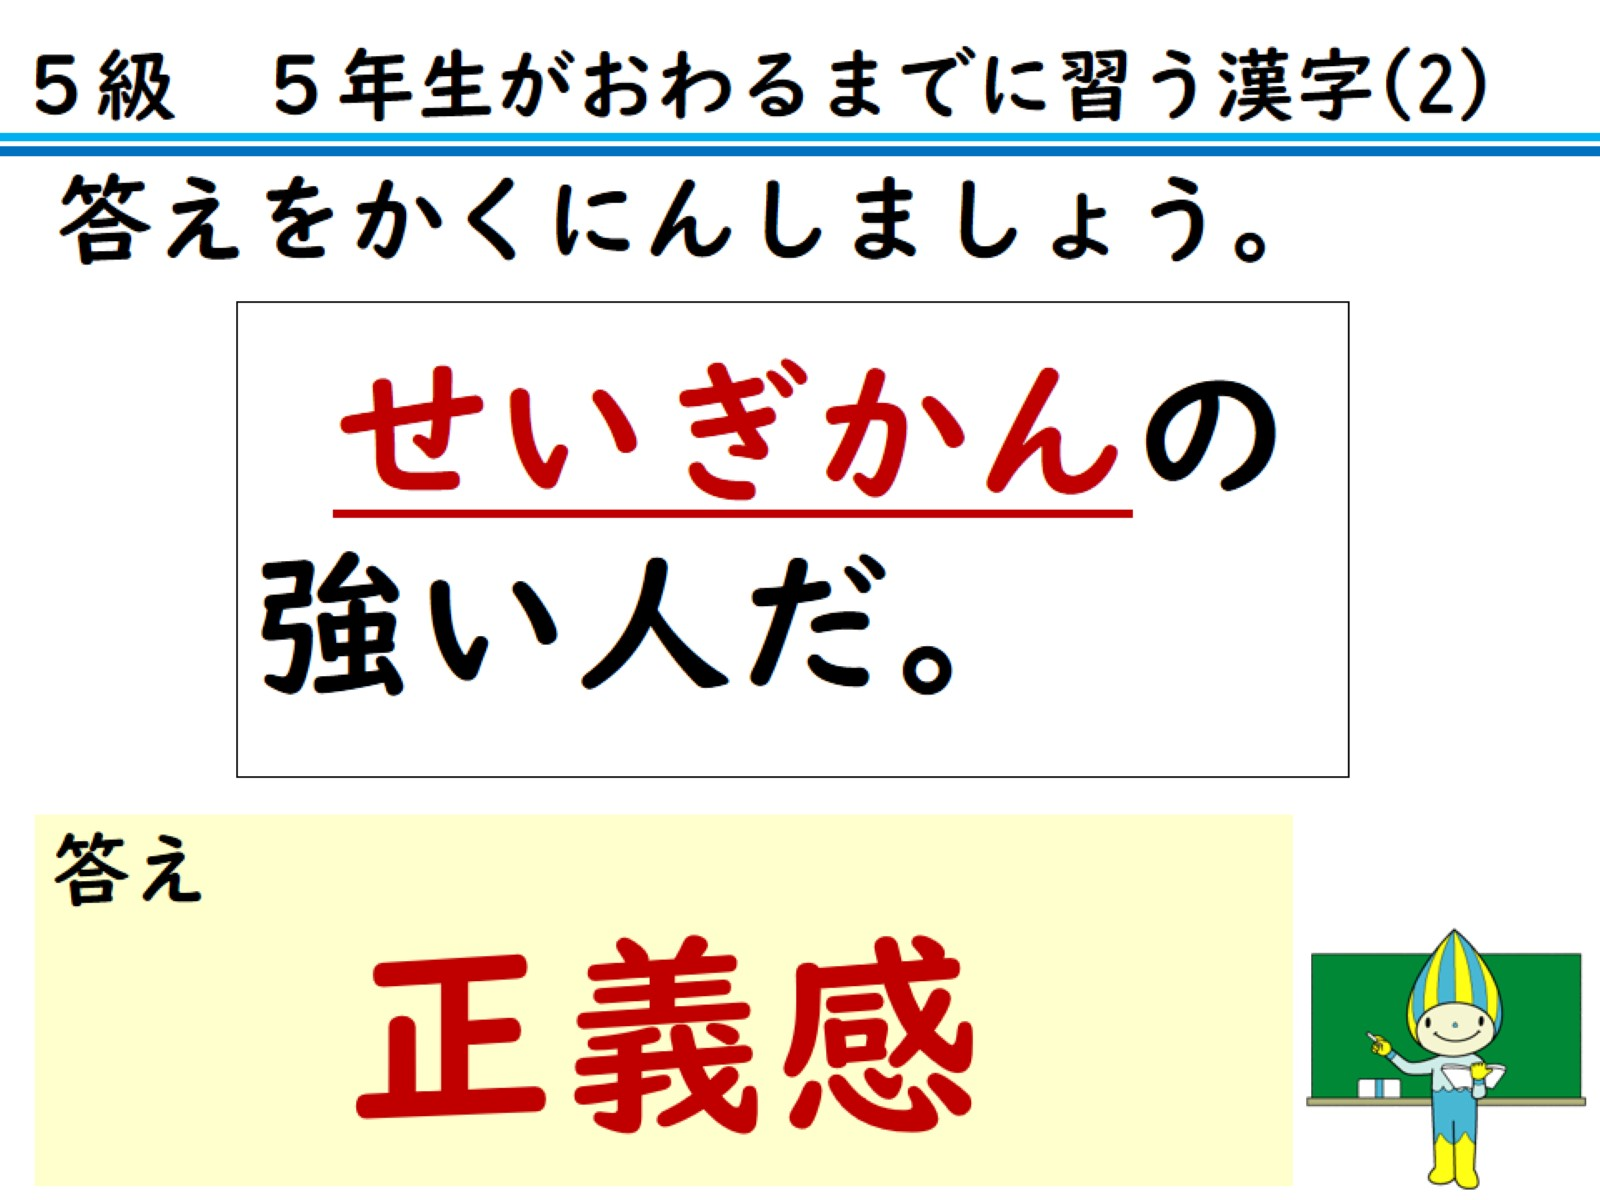 ５級　５年生がおわるまでに習う漢字(2)
答えをかくにんしましょう。
せいぎかんの
強い人だ。
答え
正義感